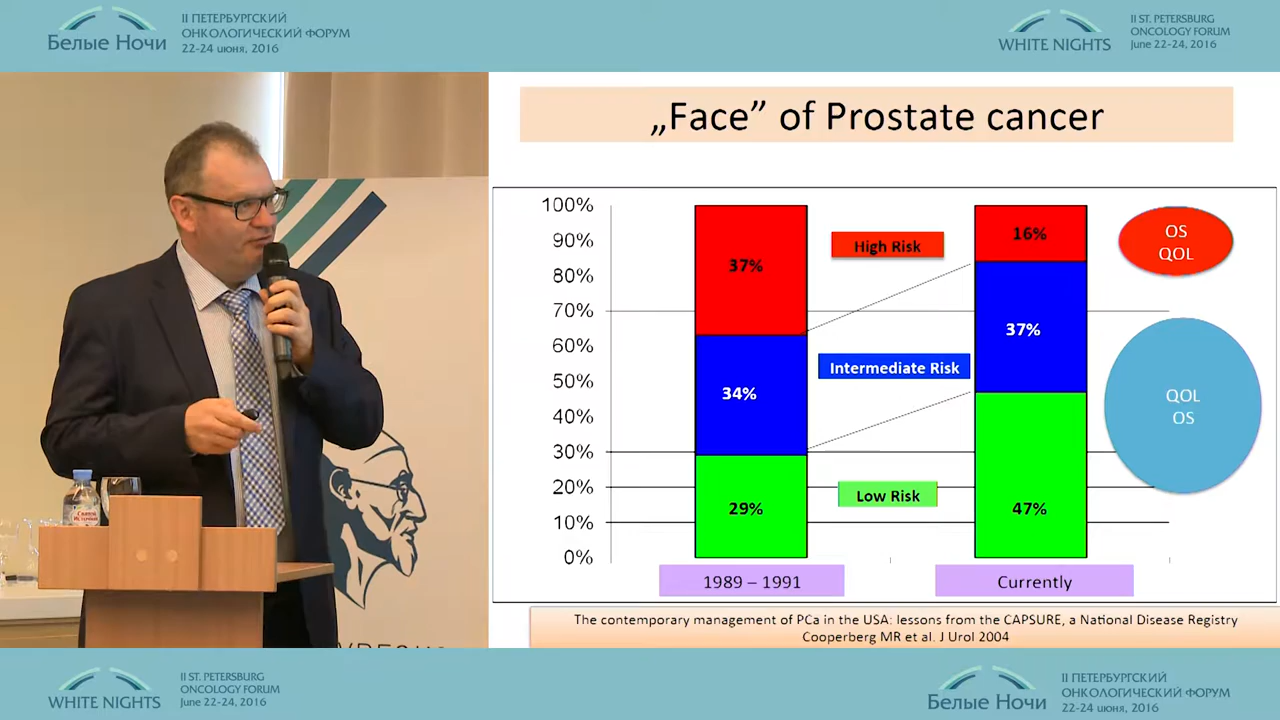 Белые Ночи
II ПЕТЕРБУРГСКИЙ
ОНКОЛОГИЧЕСКИЙ ФОРУМ
22-24 июня, 2016
WHITE NIGHTS
II ST. PETERSBURG
ONCOLOGY FORUM
June 22-24, 2016
„Face” of Prostate cancer
100%
90%
80%
70%
60%
50%
40%
30%
20%
10%
0%
37%
34%
29%
High Risk
Intermediate Risk
Low Risk
16%
37%
47%
OS
QOL
QOL
OS
1989 – 1991
Currently
The contemporary management of PCa in the USA: lessons from the CAPSURE, a National Disease Registry
Cooperberg MR et al. J Urol 2004
WHITE NIGHTS
II ST. PETERSBURG
ONCOLOGY FORUM
June 22-24, 2016
Белые Ночи
II ПЕТЕРБУРГСКИЙ
ОНКОЛОГИЧЕСКИЙ ФОРУМ
22-24 июня, 2016